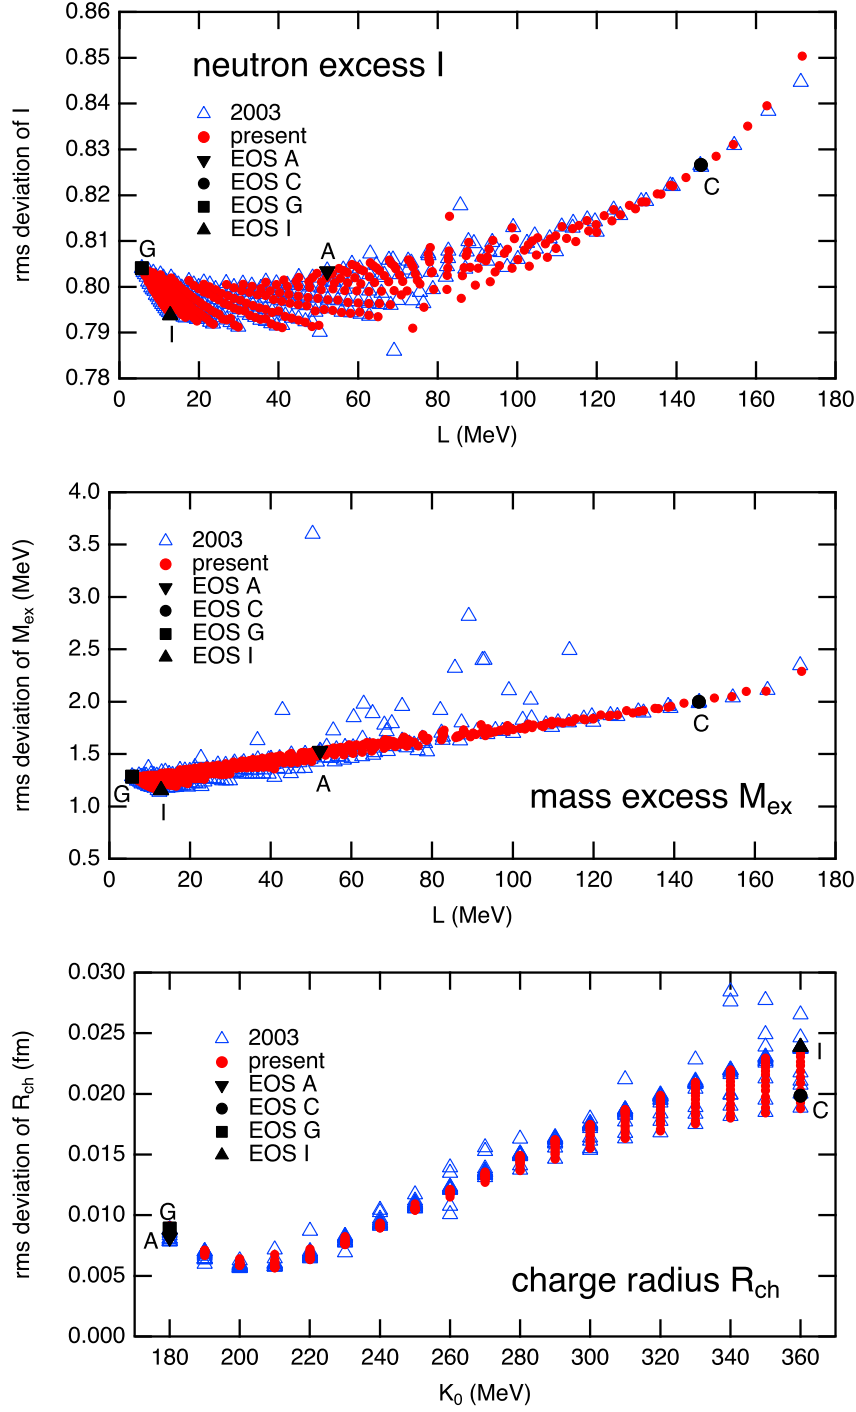 0.86
0.85
0.84
0.83
0.82
0.81
0.80
0.79
0.78
rms deviation of I
neutron excess I
2003
present
EOS A
EOS C
EOS G
EOS I
G
A
I
C
0 20 40 60 80 100 120 140 160 180
L (MeV)
4.0
3.5
3.0
2.5
2.0
1.5
1.0
0.5
rms deviation of Mex (MeV)
2003
present
EOS A
EOS C
EOS G
EOS I
G
I
A
C
mass excess Mex
0 20 40 60 80 100 120 140 160 180
L (MeV)
0.030
0.025
0.020
0.015
0.010
0.005
0.000
rms deviation of Rch (fm)
2003
present
EOS A
EOS C
EOS G
EOS I
I
C
G
A
charge radius Rch
180 200 220 240 260 280 300 320 340 360
K0 (MeV)